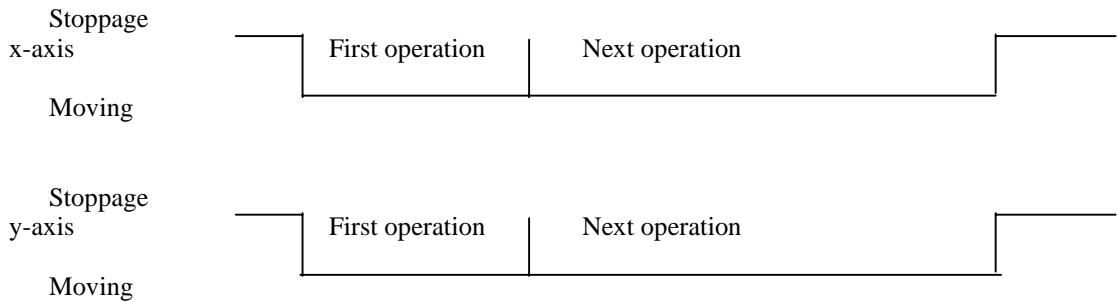 Stoppage
x-axis First operation Next operation
Moving
Stoppage
y-axis First operation Next operation
Moving